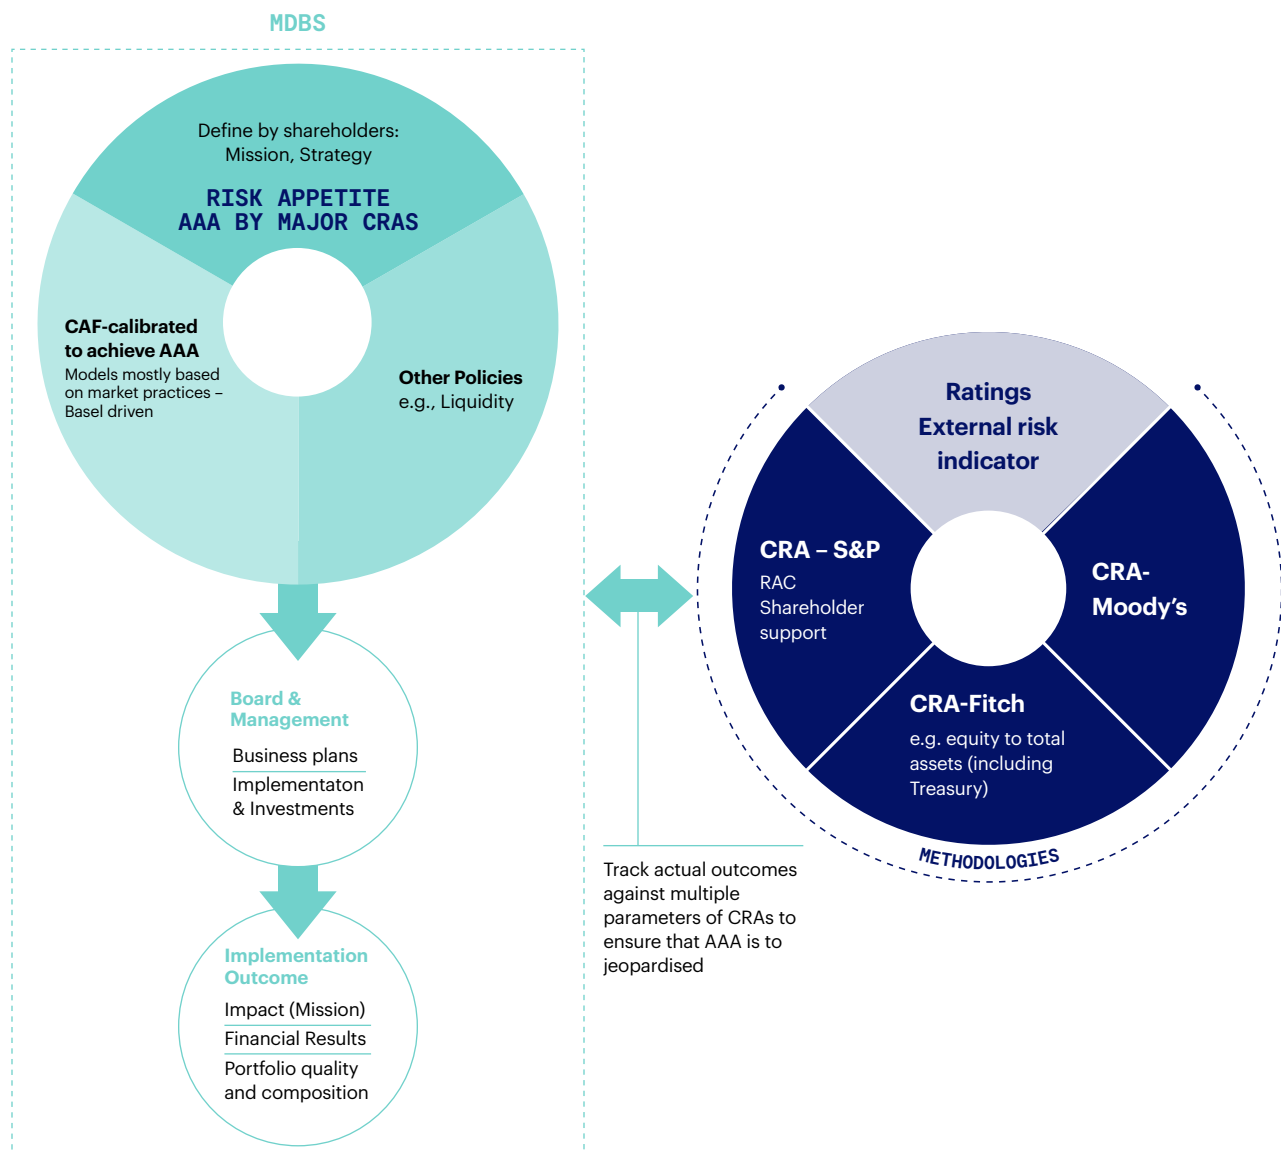 MDBS
Define by shareholders:
Mission, Strategy
RISK APPETITE
AAA BY MAJOR CRAS
CAF-calibrated
to achieve AAA
Models mostly based
on market practices –
Basel driven
Other Policies
e.g., Liquidity
Board &
Management
Business plans
Implementaton
& Investments
Implementation
Outcome
Impact (Mission)
Financial Results
Portfolio quality
and composition
Track actual outcomes
against multiple
parameters of CRAs to
ensure that AAA is to
jeopardised
Ratings
External risk
indicator
CRA – S&P
RAC
Shareholder
support
CRA-
Moody’s
CRA-Fitch
e.g. equity to total
assets (including
Treasury)
METHODOLOGIES